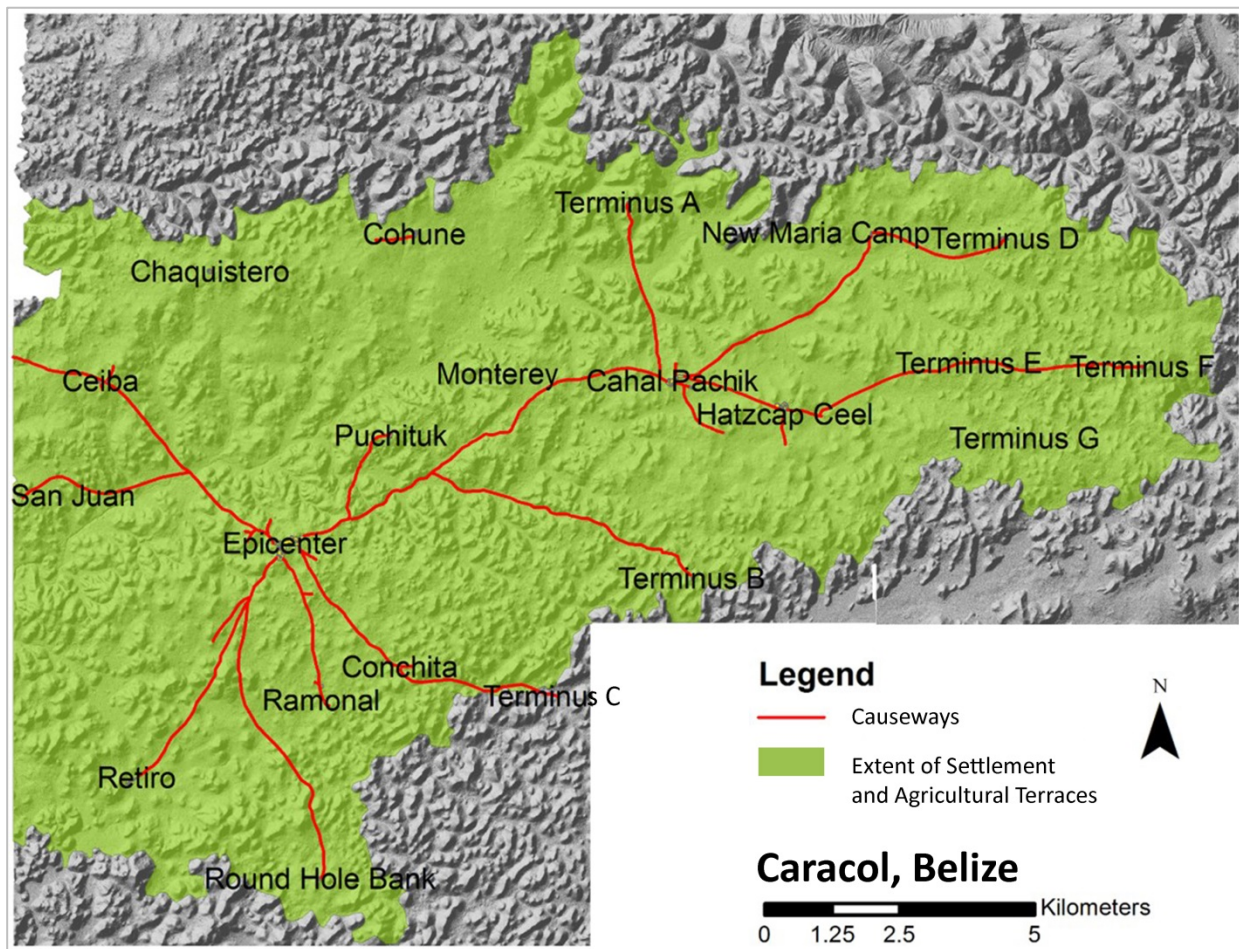 Terminus A
Cohune
New Maria Camp
Terminus D
Chaquistero
Ceiba
Monterey
Cahal Pachik
Terminus E
Terminus F
Hatzcap Ceel
Puchituk
Terminus G
San Juan
Epicenter
Terminus B
Conchita
Ramonal
Terminus C
Retiro
Round Hole Bank
Legend
Causeways
Extent of Settlement
and Agricultural Terraces
N
Caracol, Belize
Kilometers
0 1.25 2.5 5